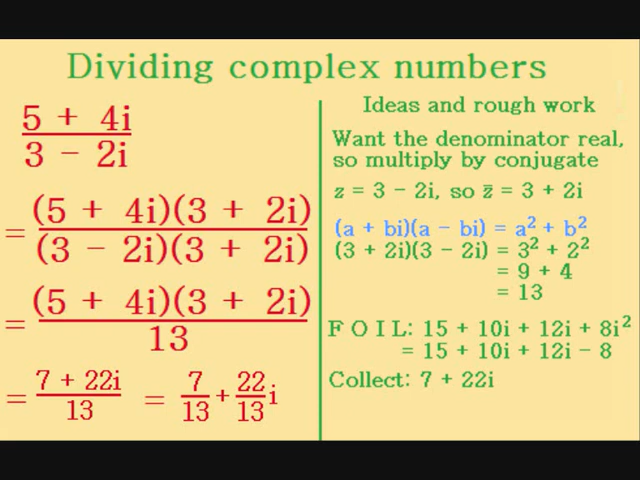 Dividing complex numbers
5 + 4i
3 − 2i
= (5 + 4i)(3 + 2i)
(3 − 2i)(3 + 2i)
= (5 + 4i)(3 + 2i)
13
= 7 + 22i
13
= 7/13 + 22/13 i
Ideas and rough work
Want the denominator real,
so multiply by conjugate
z = 3 − 2i, so z̄ = 3 + 2i
(a + bi)(a − bi) = a² + b²
(3 + 2i)(3 − 2i) = 3² + 2²
= 9 + 4
= 13
F O I L: 15 + 10i + 12i + 8i²
= 15 + 10i + 12i − 8
Collect: 7 + 22i